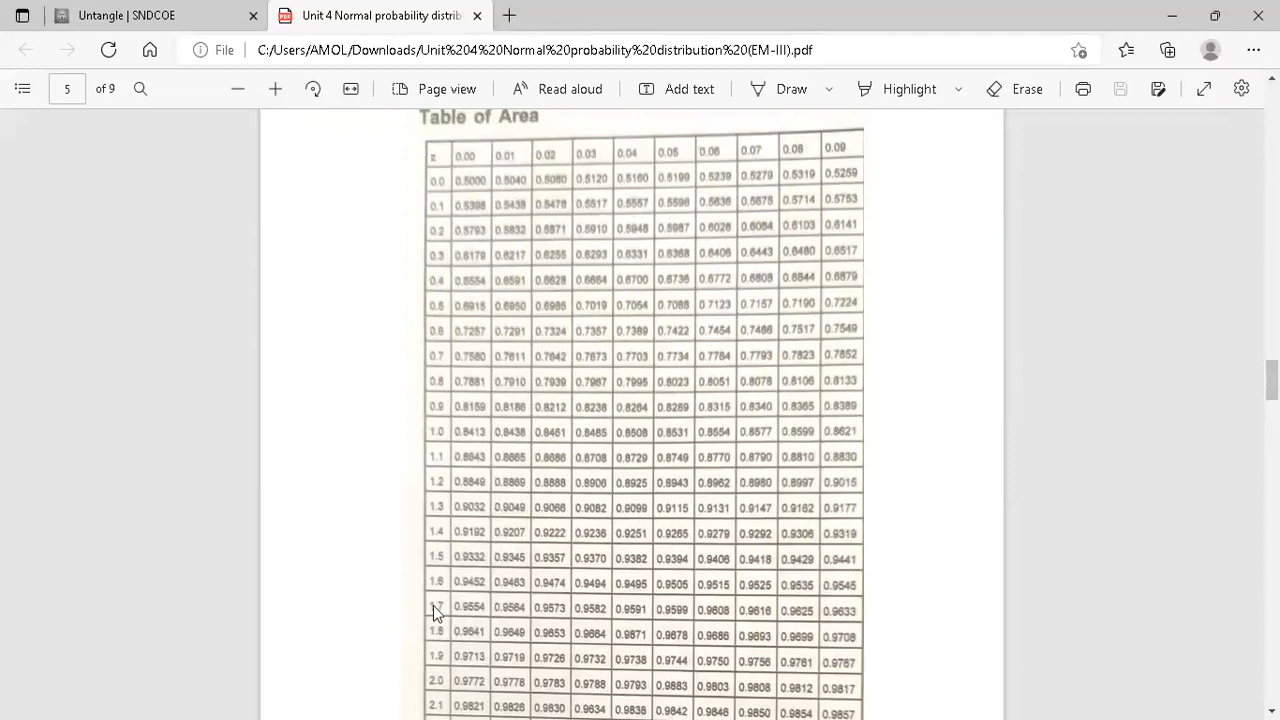 Untangle | SNDCOE
Unit 4 Normal probability distrib
File C:/Users/AMOL/Downloads/Unit%204%20Normal%20probability%20distribution%20(EM-III).pdf
5 of 9 Page view Read aloud Add text Draw Highlight Erase
Table of Area
z 0.00 0.01 0.02 0.03 0.04 0.05 0.06 0.07 0.08 0.09
0.0 0.5000 0.5040 0.5080 0.5120 0.5160 0.5199 0.5239 0.5279 0.5319 0.5259
0.1 0.5398 0.5438 0.5478 0.5517 0.5557 0.5596 0.5636 0.5675 0.5714 0.5753
0.2 0.5793 0.5832 0.5871 0.5910 0.5948 0.5987 0.6026 0.6064 0.6103 0.6141
0.3 0.6179 0.6217 0.6255 0.6293 0.6331 0.6368 0.6406 0.6443 0.6480 0.6517
0.4 0.6554 0.6591 0.6628 0.6664 0.6700 0.6736 0.6772 0.6808 0.6844 0.6879
0.5 0.6915 0.6950 0.6985 0.7019 0.7054 0.7088 0.7123 0.7157 0.7190 0.7224
0.6 0.7257 0.7291 0.7324 0.7357 0.7389 0.7422 0.7454 0.7486 0.7517 0.7549
0.7 0.7580 0.7611 0.7642 0.7673 0.7703 0.7734 0.7764 0.7793 0.7823 0.7852
0.8 0.7881 0.7910 0.7939 0.7967 0.7995 0.8023 0.8051 0.8078 0.8106 0.8133
0.9 0.8159 0.8186 0.8212 0.8238 0.8264 0.8289 0.8315 0.8340 0.8365 0.8389
1.0 0.8413 0.8438 0.8461 0.8485 0.8508 0.8531 0.8554 0.8577 0.8599 0.8621
1.1 0.8643 0.8665 0.8686 0.8708 0.8729 0.8749 0.8770 0.8790 0.8810 0.8830
1.2 0.8849 0.8869 0.8888 0.8906 0.8925 0.8943 0.8962 0.8980 0.8997 0.9015
1.3 0.9032 0.9049 0.9066 0.9082 0.9099 0.9115 0.9131 0.9147 0.9162 0.9177
1.4 0.9192 0.9207 0.9222 0.9236 0.9251 0.9265 0.9279 0.9292 0.9306 0.9319
1.5 0.9332 0.9345 0.9357 0.9370 0.9382 0.9394 0.9406 0.9418 0.9429 0.9441
1.6 0.9452 0.9463 0.9474 0.9494 0.9495 0.9505 0.9515 0.9525 0.9535 0.9545
0.9554 0.9564 0.9573 0.9582 0.9591 0.9599 0.9608 0.9616 0.9625 0.9633
1.8 0.9641 0.9649 0.9653 0.9664 0.9671 0.9678 0.9686 0.9693 0.9699 0.9706
1.9 0.9713 0.9719 0.9726 0.9732 0.9738 0.9744 0.9750 0.9756 0.9761 0.9767
2.0 0.9772 0.9778 0.9783 0.9788 0.9793 0.9883 0.9803 0.9808 0.9812 0.9817
2.1 0.9821 0.9826 0.9830 0.9634 0.9838 0.9842 0.9846 0.9850 0.9854 0.9857